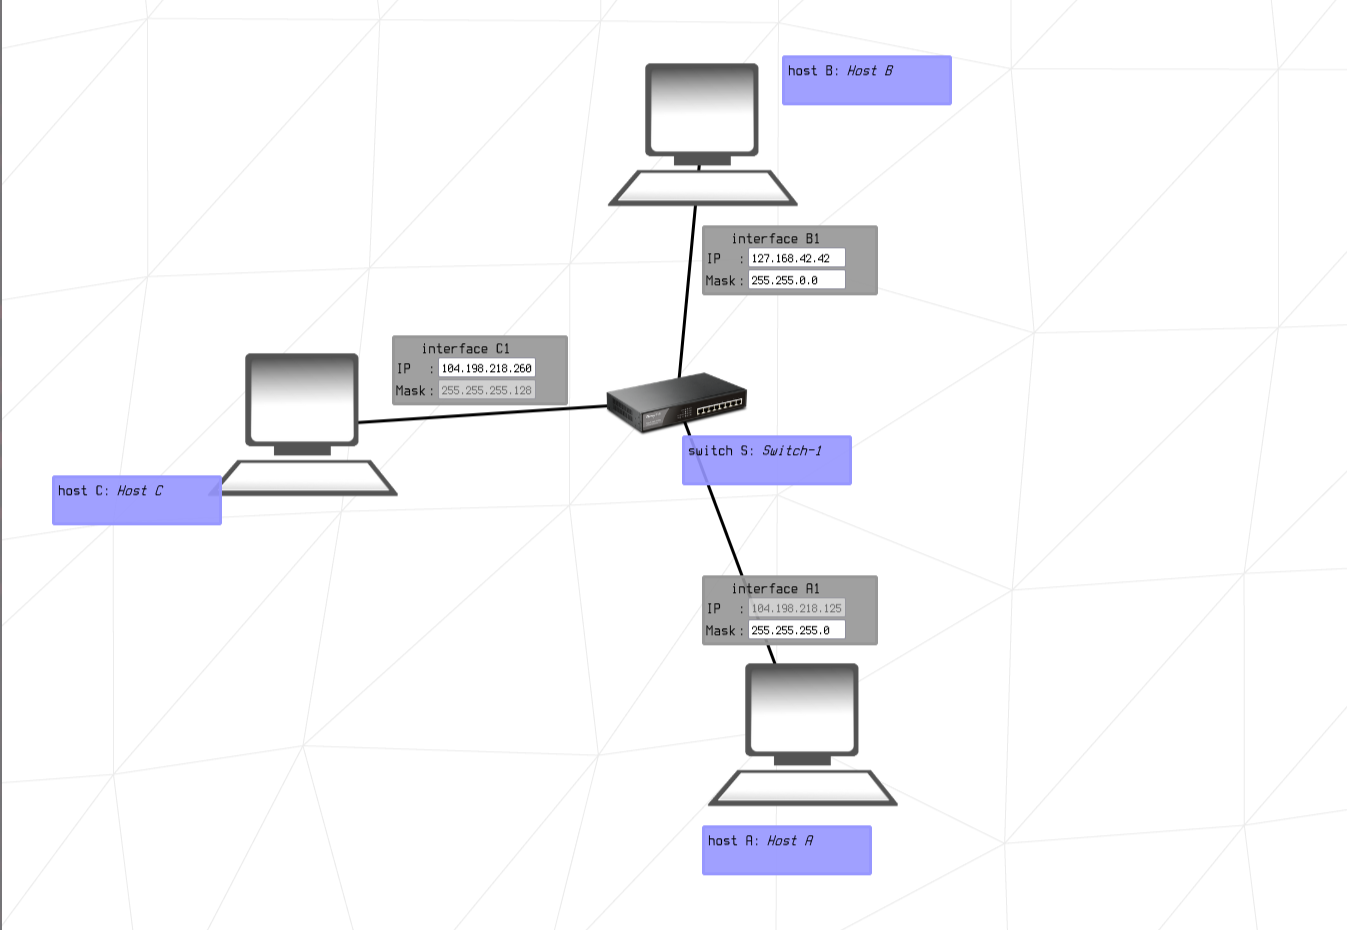 host B: Host B
interface B1
IP : 127.168.42.42
Mask : 255.255.0.0
interface C1
IP : 104.198.218.260
Mask : 255.255.255.128
switch S: Switch-1
host C: Host C
interface A1
IP : 104.198.218.125
Mask : 255.255.255.0
host A: Host A